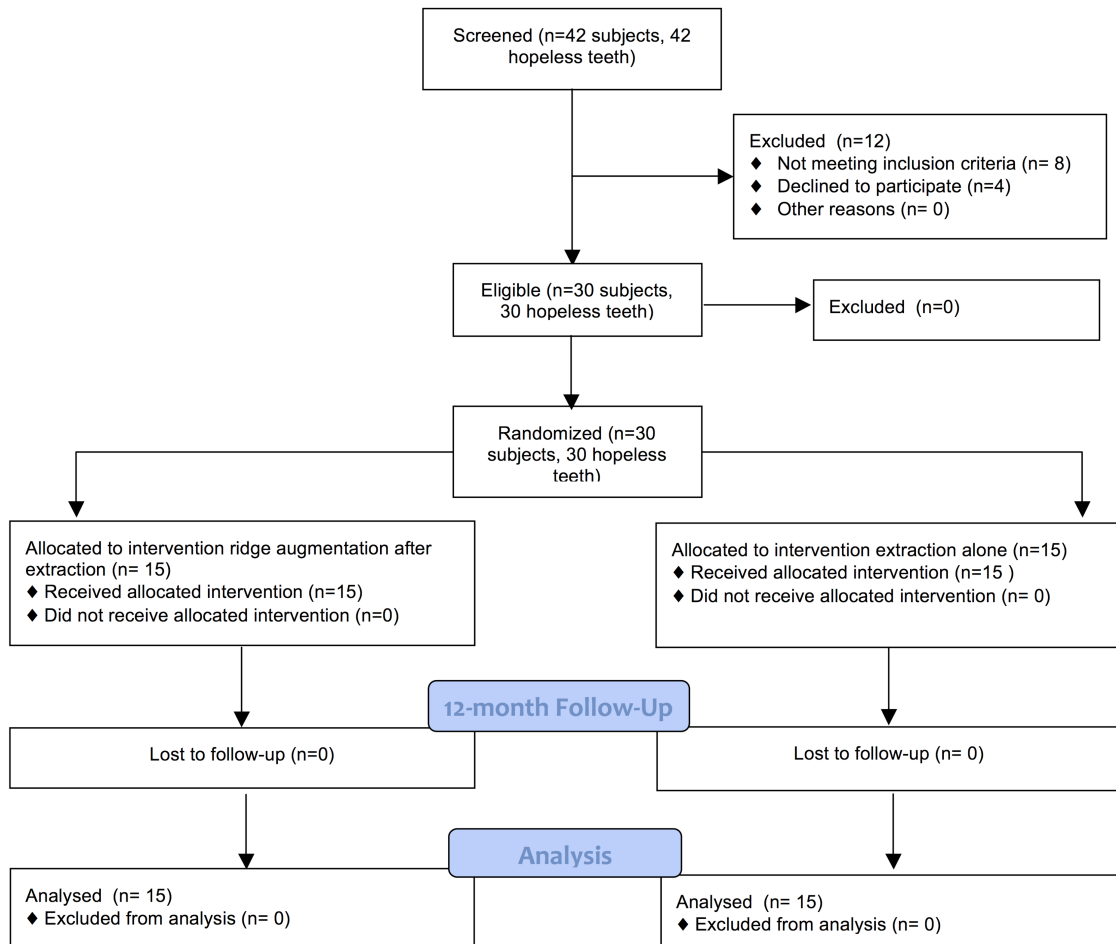 Screened (n=42 subjects, 42
hopeless teeth)
Excluded (n=12)
♦ Not meeting inclusion criteria (n= 8)
♦ Declined to participate (n=4)
♦ Other reasons (n= 0)
Eligible (n=30 subjects,
30 hopeless teeth)
Excluded (n=0)
Randomized (n=30
subjects, 30 hopeless
teeth)
Allocated to intervention ridge augmentation after
extraction (n= 15)
♦ Received allocated intervention (n=15)
♦ Did not receive allocated intervention (n=0)
Allocated to intervention extraction alone (n=15)
♦ Received allocated intervention (n=15 )
♦ Did not receive allocated intervention (n= 0)
12-month Follow-Up
Lost to follow-up (n=0)
Lost to follow-up (n= 0)
Analysis
Analysed (n= 15)
♦ Excluded from analysis (n= 0)
Analysed (n= 15)
♦ Excluded from analysis (n= 0)